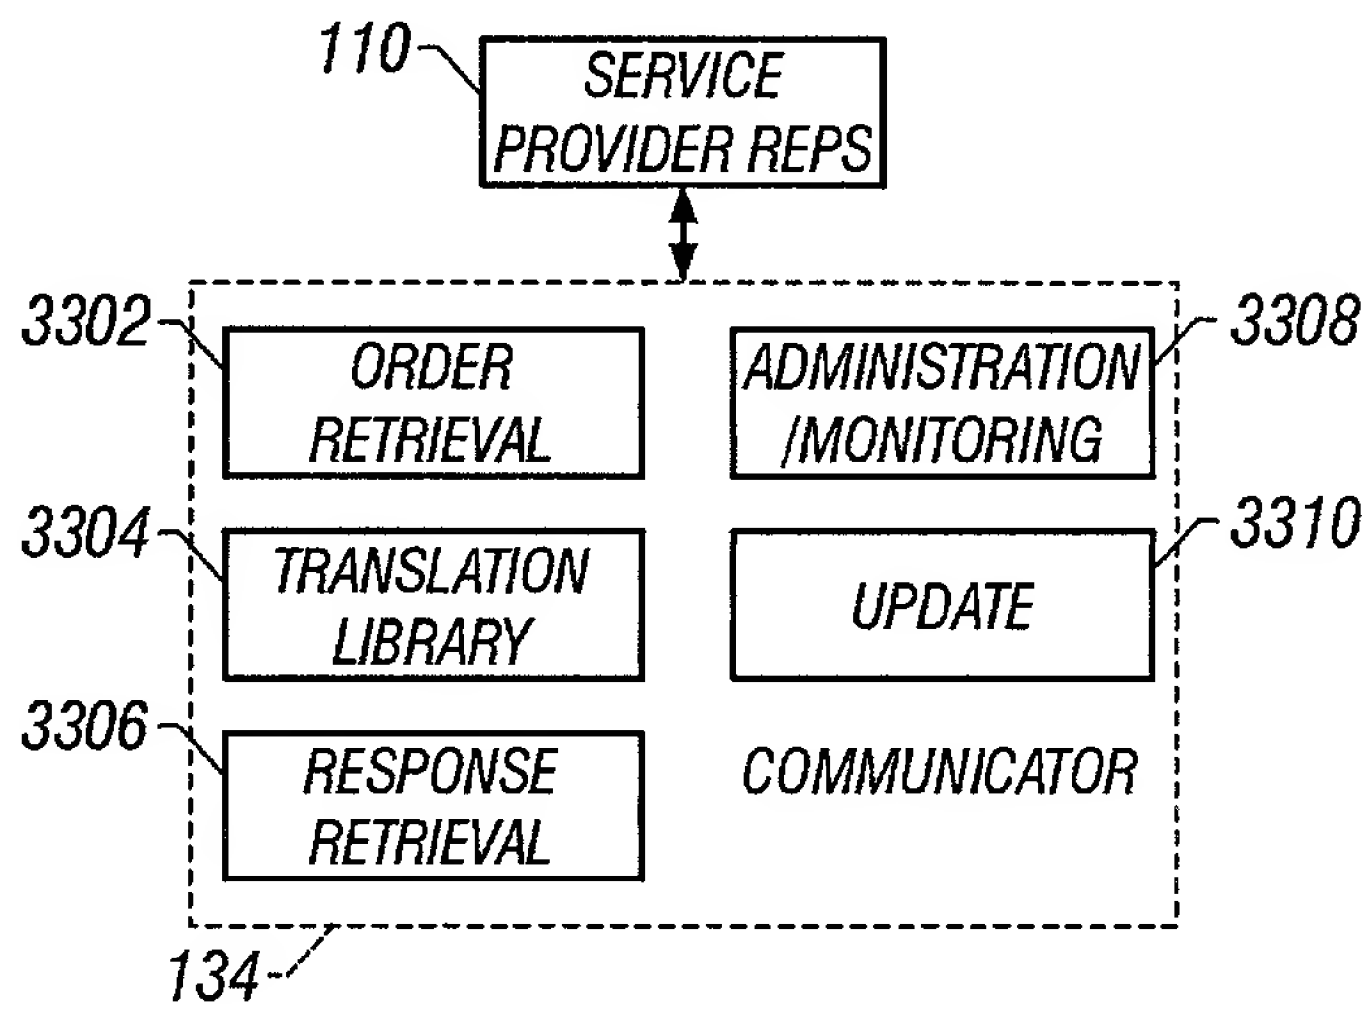 110
SERVICE
PROVIDER REPS
3302
ORDER
RETRIEVAL
3308
ADMINISTRATION
/MONITORING
3304
TRANSLATION
LIBRARY
3310
UPDATE
3306
RESPONSE
RETRIEVAL
COMMUNICATOR
134